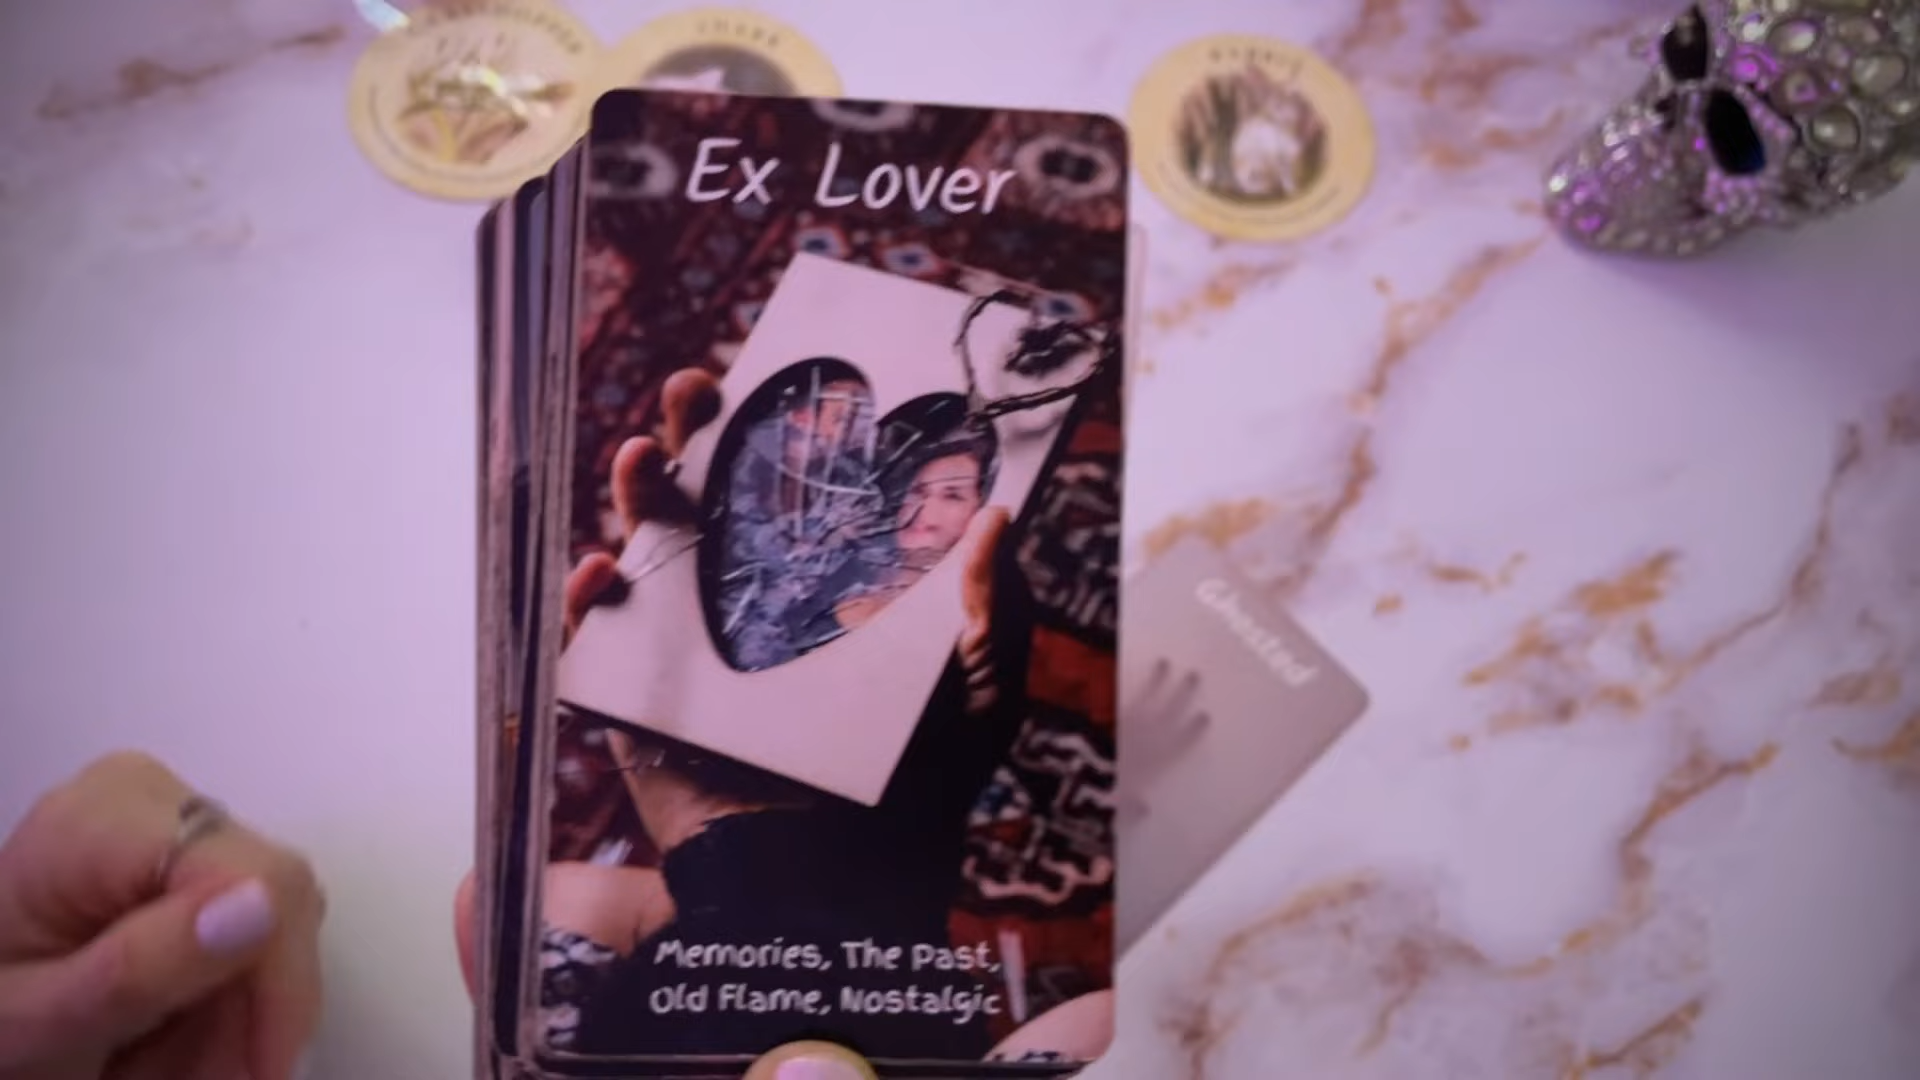 Ex Lover
Ghosted
Memories, The Past,
Old Flame, Nostalgic